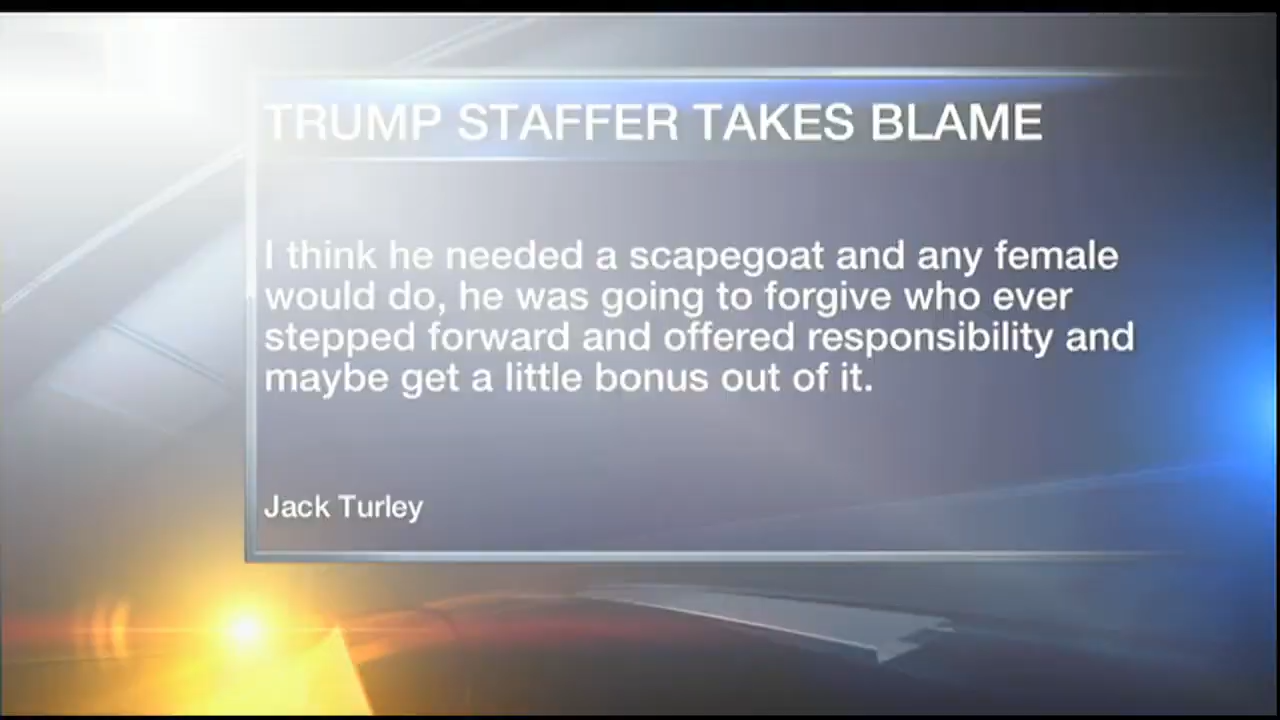 TRUMP STAFFER TAKES BLAME
I think he needed a scapegoat and any female
would do, he was going to forgive who ever
stepped forward and offered responsibility and
maybe get a little bonus out of it.
Jack Turley